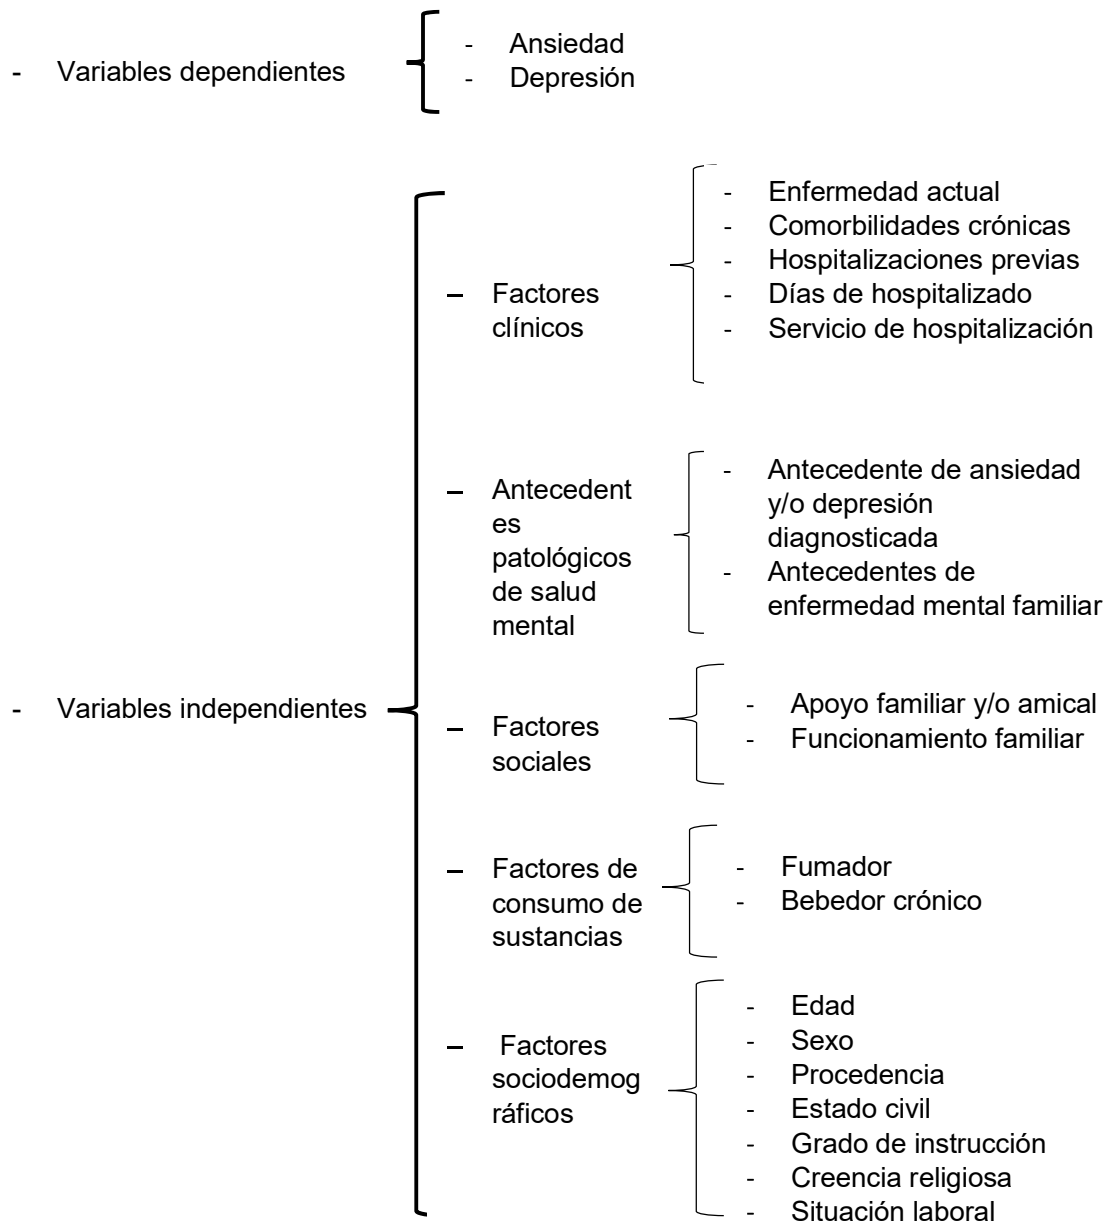 - Variables dependientes
- Ansiedad
- Depresión
- Variables independientes
– Factores
clínicos
- Enfermedad actual
- Comorbilidades crónicas
- Hospitalizaciones previas
- Días de hospitalizado
- Servicio de hospitalización
– Antecedent
es
patológicos
de salud
mental
- Antecedente de ansiedad
y/o depresión
diagnosticada
- Antecedentes de
enfermedad mental familiar
– Factores
sociales
- Apoyo familiar y/o amical
- Funcionamiento familiar
– Factores de
consumo de
sustancias
- Fumador
- Bebedor crónico
– Factores
sociodemog
ráficos
- Edad
- Sexo
- Procedencia
- Estado civil
- Grado de instrucción
- Creencia religiosa
- Situación laboral